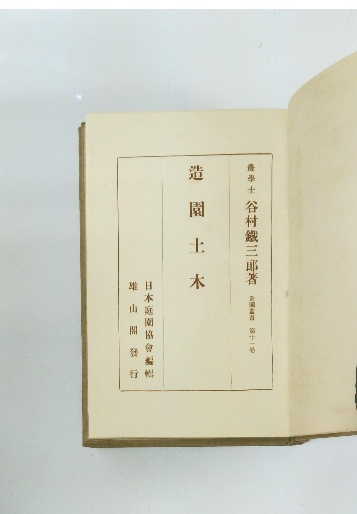 農學士 谷村鐵三郎著
造園叢書 第十一卷
造園土木
日本庭園協會編輯
雄山閣發行